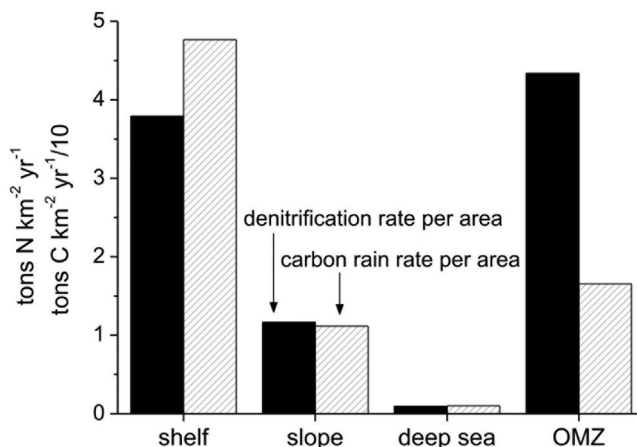 5
4
3
2
1
0
tons N km⁻² yr⁻¹
tons C km⁻² yr⁻¹/10
denitrification rate per area
carbon rain rate per area
shelf slope deep sea OMZ